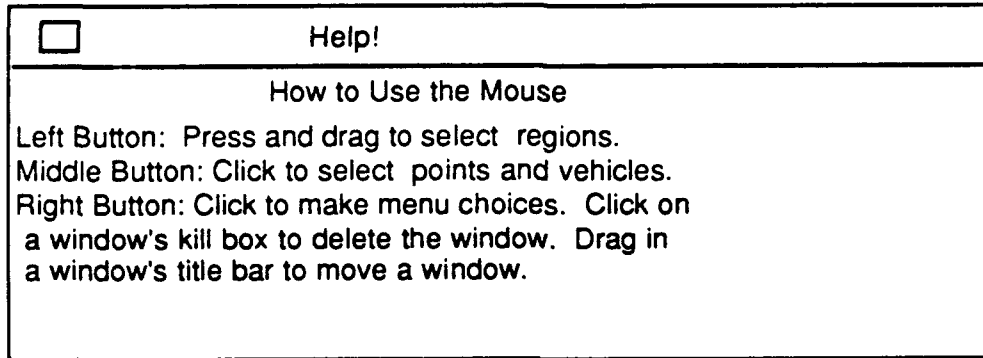 Help!
How to Use the Mouse
Left Button: Press and drag to select regions.
Middle Button: Click to select points and vehicles.
Right Button: Click to make menu choices. Click on
a window's kill box to delete the window. Drag in
a window's title bar to move a window.